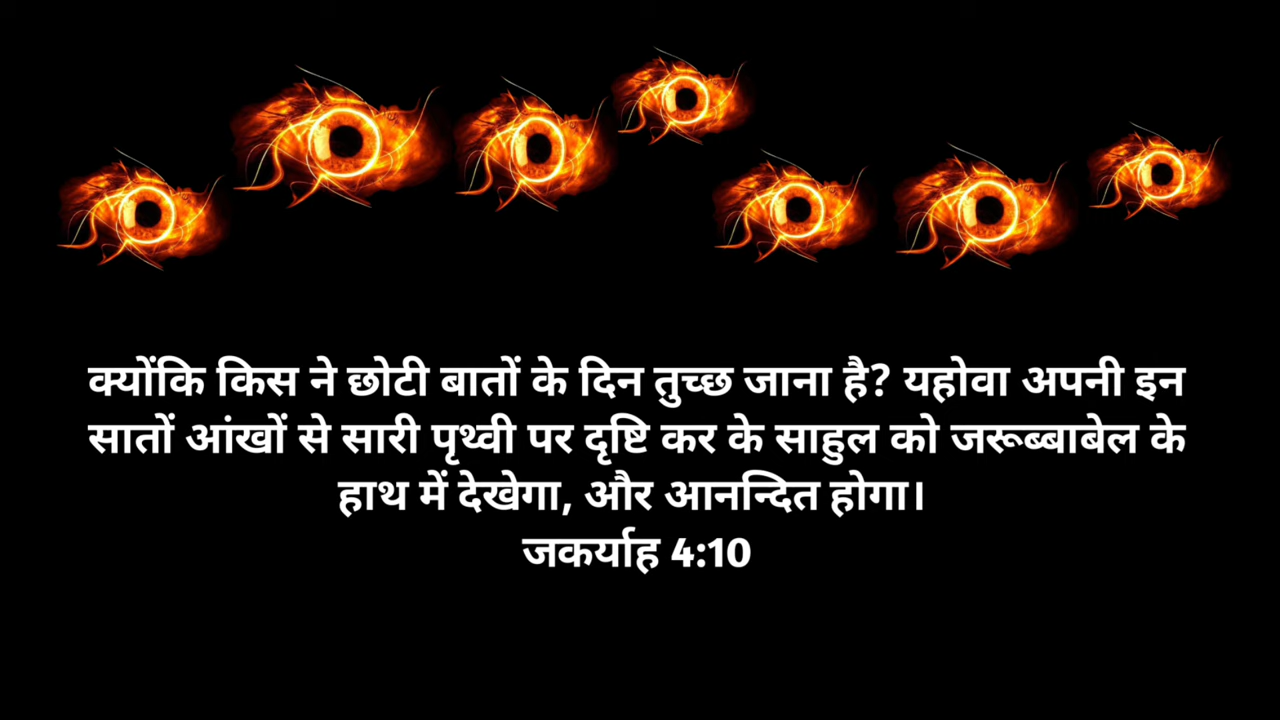 क्योंकि किस ने छोटी बातों के दिन तुच्छ जाना है? यहोवा अपनी इन
सातों आंखों से सारी पृथ्वी पर दृष्टि कर के साहुल को जरूब्बाबेल के
हाथ में देखेगा, और आनन्दित होगा।
जकर्याह 4:10